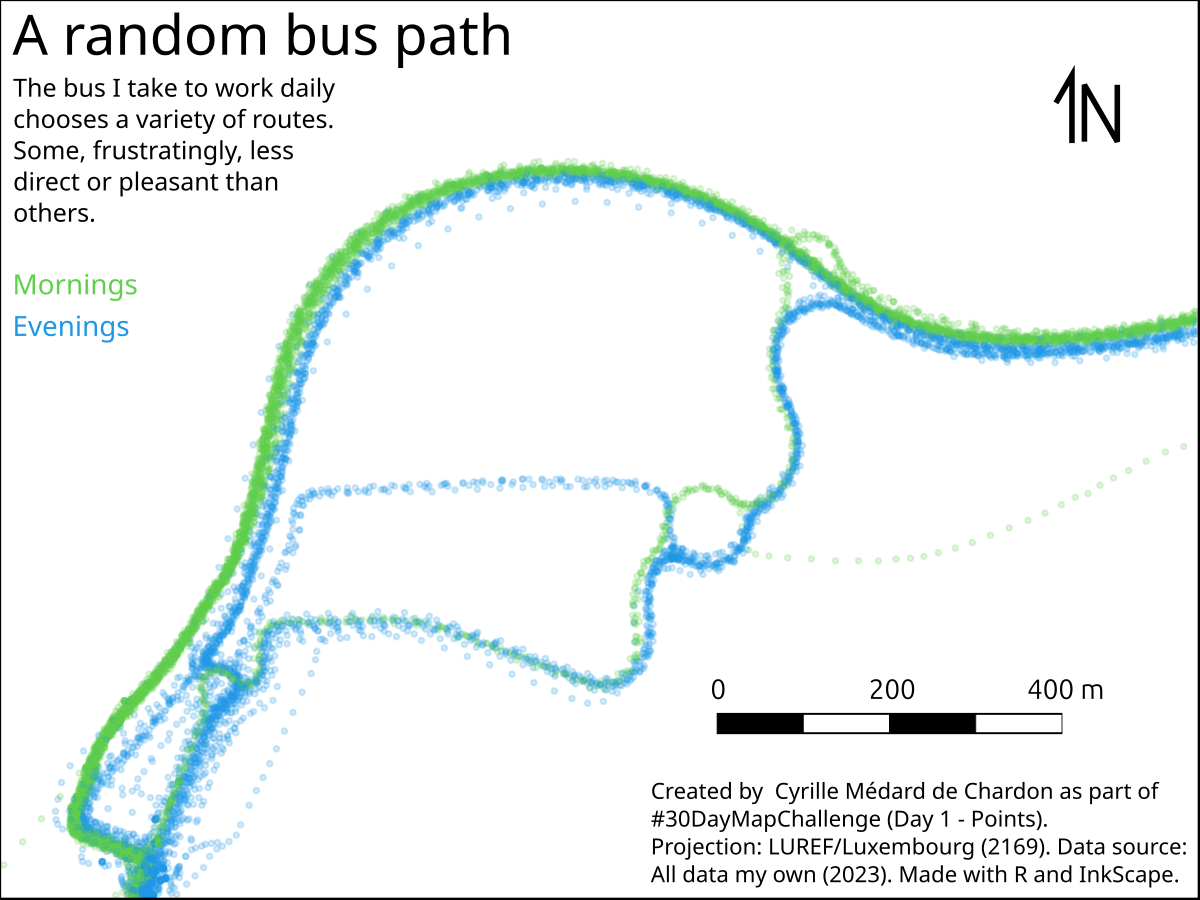 A random bus path
The bus I take to work daily
chooses a variety of routes.
Some, frustratingly, less
direct or pleasant than
others.
N
Mornings
Evenings
0 200 400 m
Created by Cyrille Médard de Chardon as part of
#30DayMapChallenge (Day 1 - Points).
Projection: LUREF/Luxembourg (2169). Data source:
All data my own (2023). Made with R and InkScape.